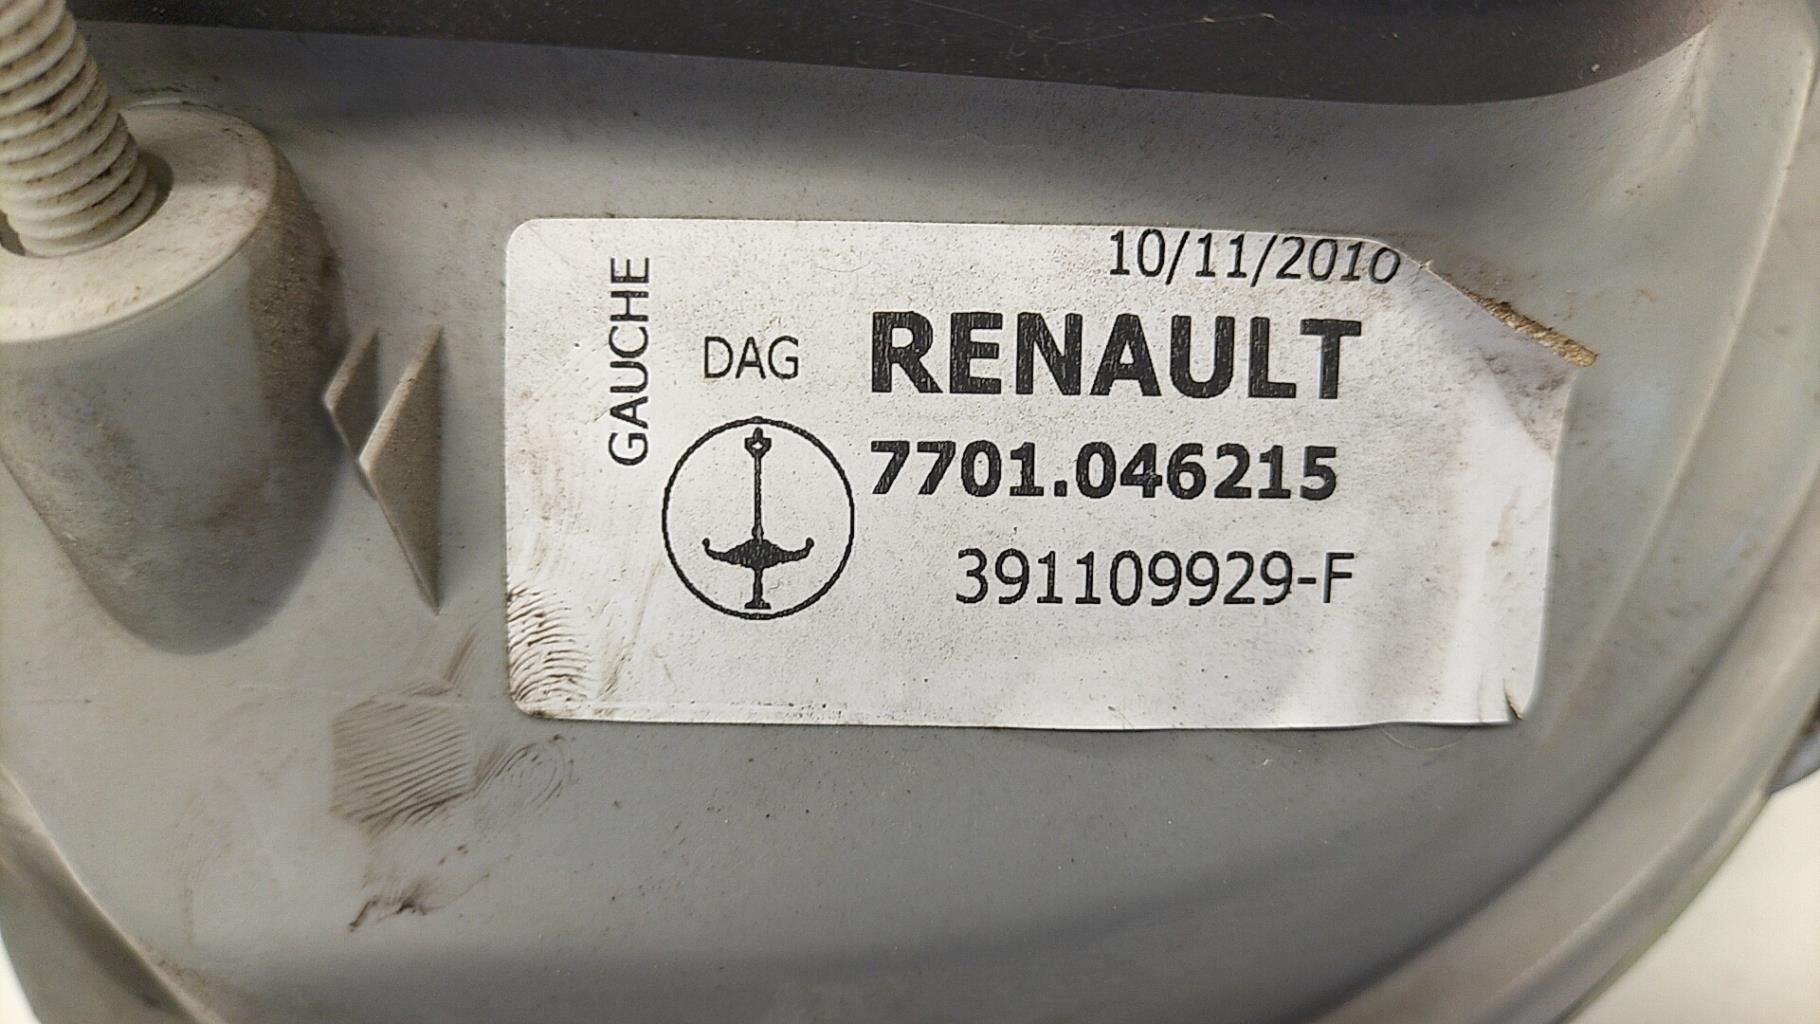 10/11/2010
GAUCHE
DAG
RENAULT
7701.046215
391109929-F